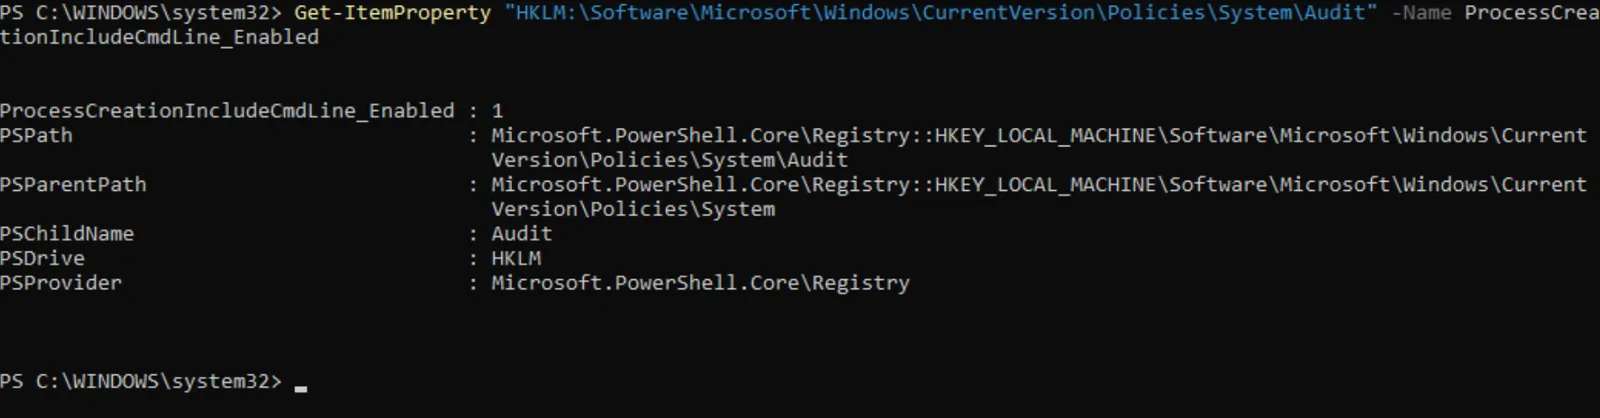 PS C:\WINDOWS\system32> Get-ItemProperty "HKLM:\Software\Microsoft\Windows\CurrentVersion\Policies\System\Audit" -Name ProcessCrea
tionIncludeCmdLine_Enabled
ProcessCreationIncludeCmdLine_Enabled : 1
PSPath : Microsoft.PowerShell.Core\Registry::HKEY_LOCAL_MACHINE\Software\Microsoft\Windows\Current
Version\Policies\System\Audit
PSParentPath : Microsoft.PowerShell.Core\Registry::HKEY_LOCAL_MACHINE\Software\Microsoft\Windows\Current
Version\Policies\System
PSChildName : Audit
PSDrive : HKLM
PSProvider : Microsoft.PowerShell.Core\Registry
PS C:\WINDOWS\system32>